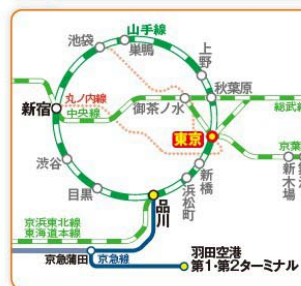 池袋
山手線
巣鴨
上野
丸ノ内線
中央線
新宿
御茶ノ水
秋葉原
総武
東京
京葉
新木場
渋谷
新橋
目黒
浜松町
品川
京浜東北線
東海道本線
京急蒲田
京急線
羽田空港
第1・第2ターミナル